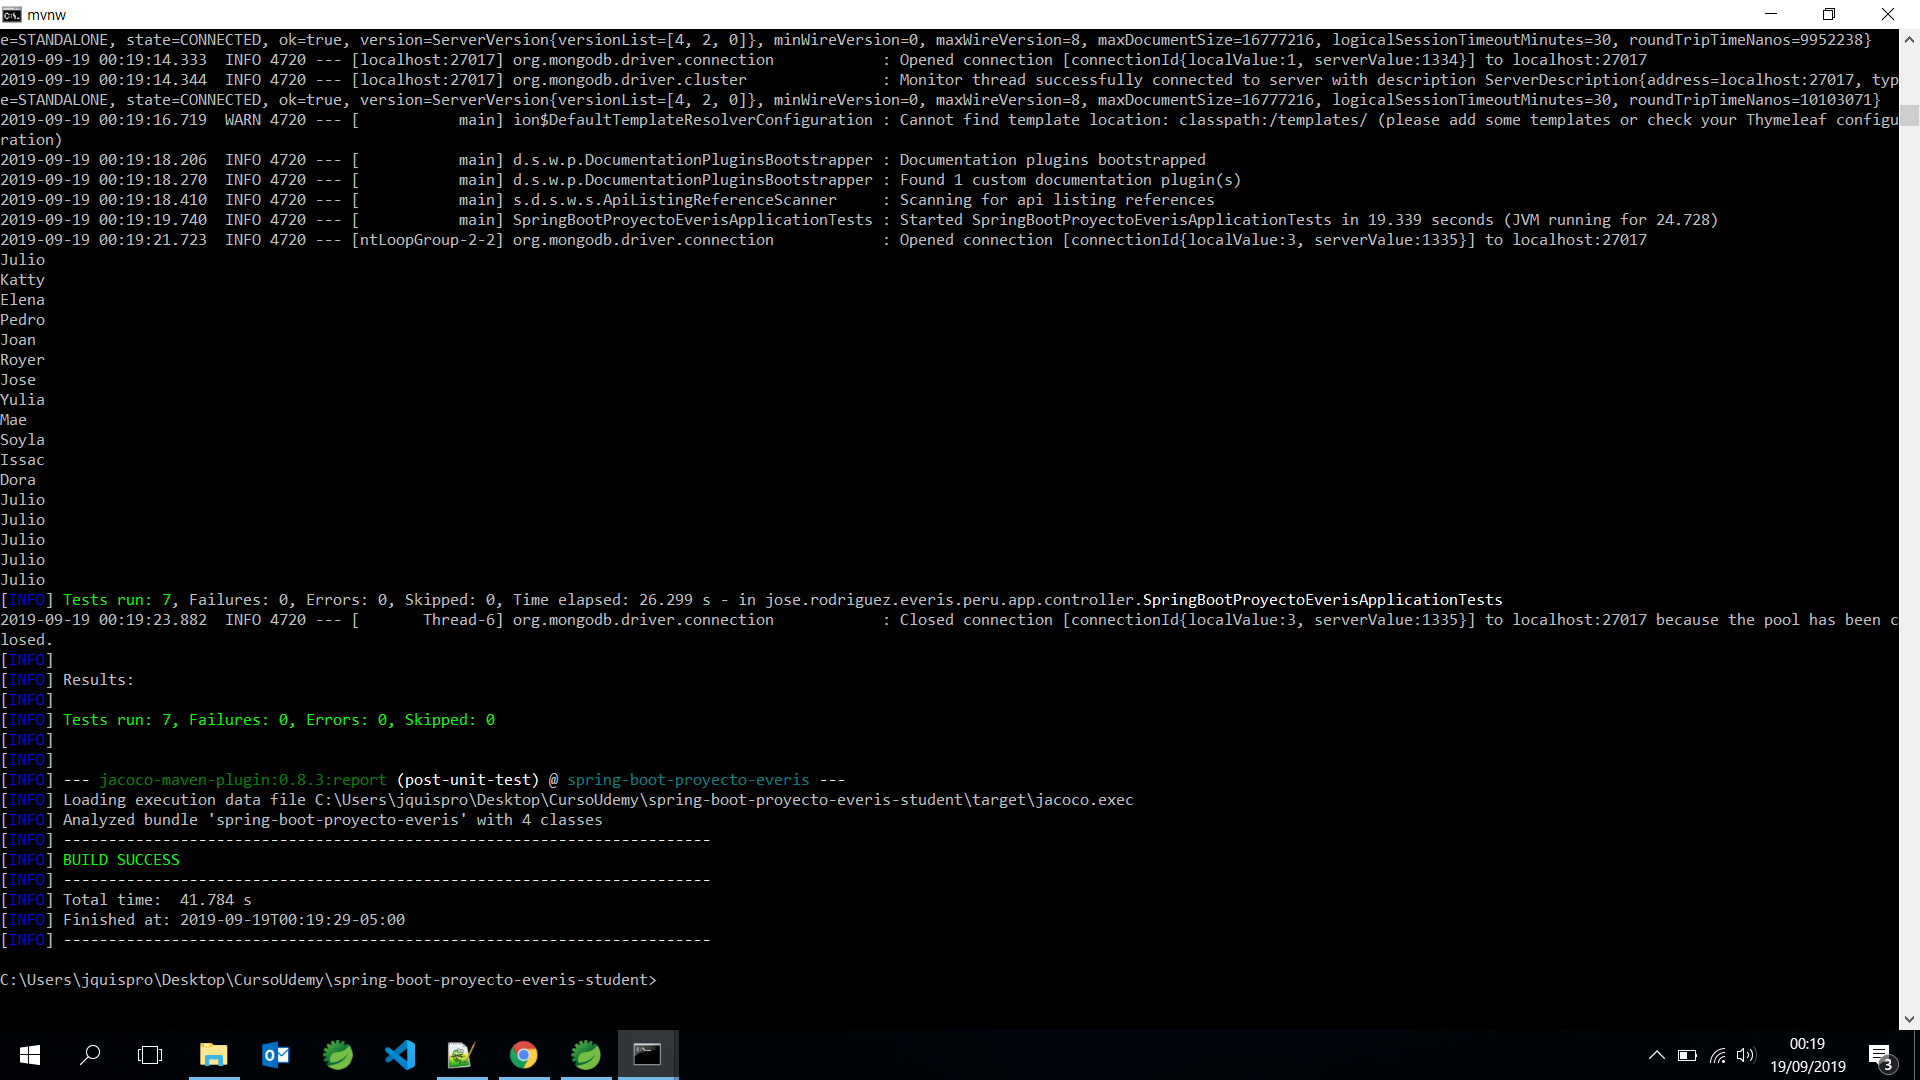 mvnw
e=STANDALONE, state=CONNECTED, ok=true, version=ServerVersion{versionList=[4, 2, 0]}, minWireVersion=0, maxWireVersion=8, maxDocumentSize=16777216, logicalSessionTimeoutMinutes=30, roundTripTimeNanos=9952238}
2019-09-19 00:19:14.333  INFO 4720 --- [localhost:27017] org.mongodb.driver.connection            : Opened connection [connectionId{localValue:1, serverValue:1334}] to localhost:27017
2019-09-19 00:19:14.344  INFO 4720 --- [localhost:27017] org.mongodb.driver.cluster               : Monitor thread successfully connected to server with description ServerDescription{address=localhost:27017, typ
e=STANDALONE, state=CONNECTED, ok=true, version=ServerVersion{versionList=[4, 2, 0]}, minWireVersion=0, maxWireVersion=8, maxDocumentSize=16777216, logicalSessionTimeoutMinutes=30, roundTripTimeNanos=10103071}
2019-09-19 00:19:16.719  WARN 4720 --- [           main] ion$DefaultTemplateResolverConfiguration : Cannot find template location: classpath:/templates/ (please add some templates or check your Thymeleaf configu
ration)
2019-09-19 00:19:18.206  INFO 4720 --- [           main] d.s.w.p.DocumentationPluginsBootstrapper : Documentation plugins bootstrapped
2019-09-19 00:19:18.270  INFO 4720 --- [           main] d.s.w.p.DocumentationPluginsBootstrapper : Found 1 custom documentation plugin(s)
2019-09-19 00:19:18.410  INFO 4720 --- [           main] s.d.s.w.s.ApiListingReferenceScanner     : Scanning for api listing references
2019-09-19 00:19:19.740  INFO 4720 --- [           main] SpringBootProyectoEverisApplicationTests : Started SpringBootProyectoEverisApplicationTests in 19.339 seconds (JVM running for 24.728)
2019-09-19 00:19:21.723  INFO 4720 --- [ntLoopGroup-2-2] org.mongodb.driver.connection            : Opened connection [connectionId{localValue:3, serverValue:1335}] to localhost:27017
Julio
Katty
Elena
Pedro
Joan
Royer
Jose
Yulia
Mae
Soyla
Issac
Dora
Julio
Julio
Julio
Julio
Julio
[INFO] Tests run: 7, Failures: 0, Errors: 0, Skipped: 0, Time elapsed: 26.299 s - in jose.rodriguez.everis.peru.app.controller.SpringBootProyectoEverisApplicationTests
2019-09-19 00:19:23.882  INFO 4720 --- [       Thread-6] org.mongodb.driver.connection            : Closed connection [connectionId{localValue:3, serverValue:1335}] to localhost:27017 because the pool has been c
losed.
[INFO]
[INFO] Results:
[INFO]
[INFO] Tests run: 7, Failures: 0, Errors: 0, Skipped: 0
[INFO]
[INFO]
[INFO] --- jacoco-maven-plugin:0.8.3:report (post-unit-test) @ spring-boot-proyecto-everis ---
[INFO] Loading execution data file C:\Users\jquispro\Desktop\CursoUdemy\spring-boot-proyecto-everis-student\target\jacoco.exec
[INFO] Analyzed bundle 'spring-boot-proyecto-everis' with 4 classes
[INFO] ------------------------------------------------------------------------
[INFO] BUILD SUCCESS
[INFO] ------------------------------------------------------------------------
[INFO] Total time:  41.784 s
[INFO] Finished at: 2019-09-19T00:19:29-05:00
[INFO] ------------------------------------------------------------------------
C:\Users\jquispro\Desktop\CursoUdemy\spring-boot-proyecto-everis-student>
00:19
19/09/2019
3